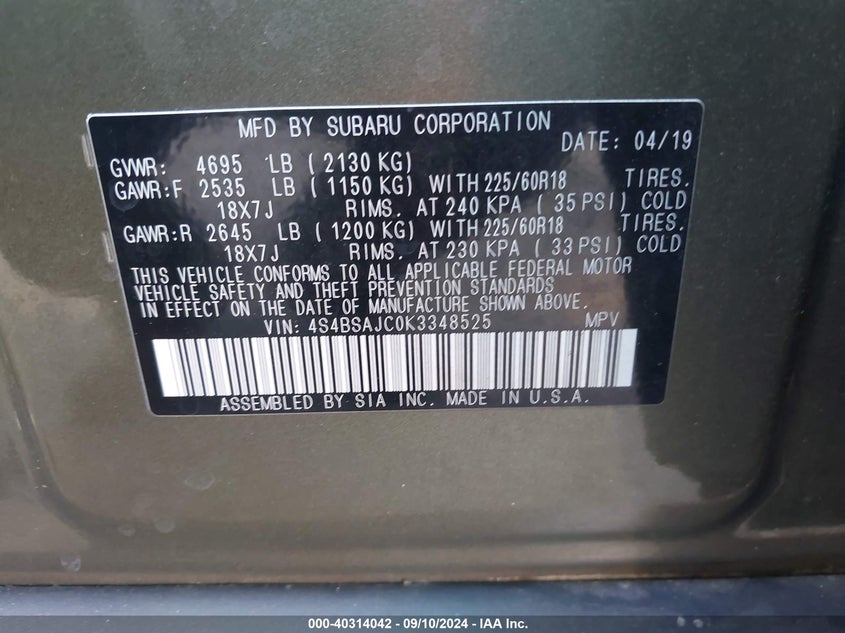 MFD BY SUBARU CORPORATION DATE: 04/19
GVWR: 4695 LB ( 2130 KG)
GAWR:F 2535 LB ( 1150 KG) WITH 225/60R18 TIRES.
18X7J RIMS. AT 240 KPA ( 35 PSI) COLD
GAWR:R 2645 LB ( 1200 KG) WITH 225/60R18 TIRES.
18X7J RIMS. AT 230 KPA ( 33 PSI) COLD
THIS VEHICLE CONFORMS TO ALL APPLICABLE FEDERAL MOTOR
VEHICLE SAFETY AND THEFT PREVENTION STANDARDS
IN EFFECT ON THE DATE OF MANUFACTURE SHOWN ABOVE.
VIN: 4S4BSAJC0K3348525 MPV
ASSEMBLED BY SIA INC. MADE IN U.S.A.
000-40314042 - 09/10/2024 - IAA Inc.